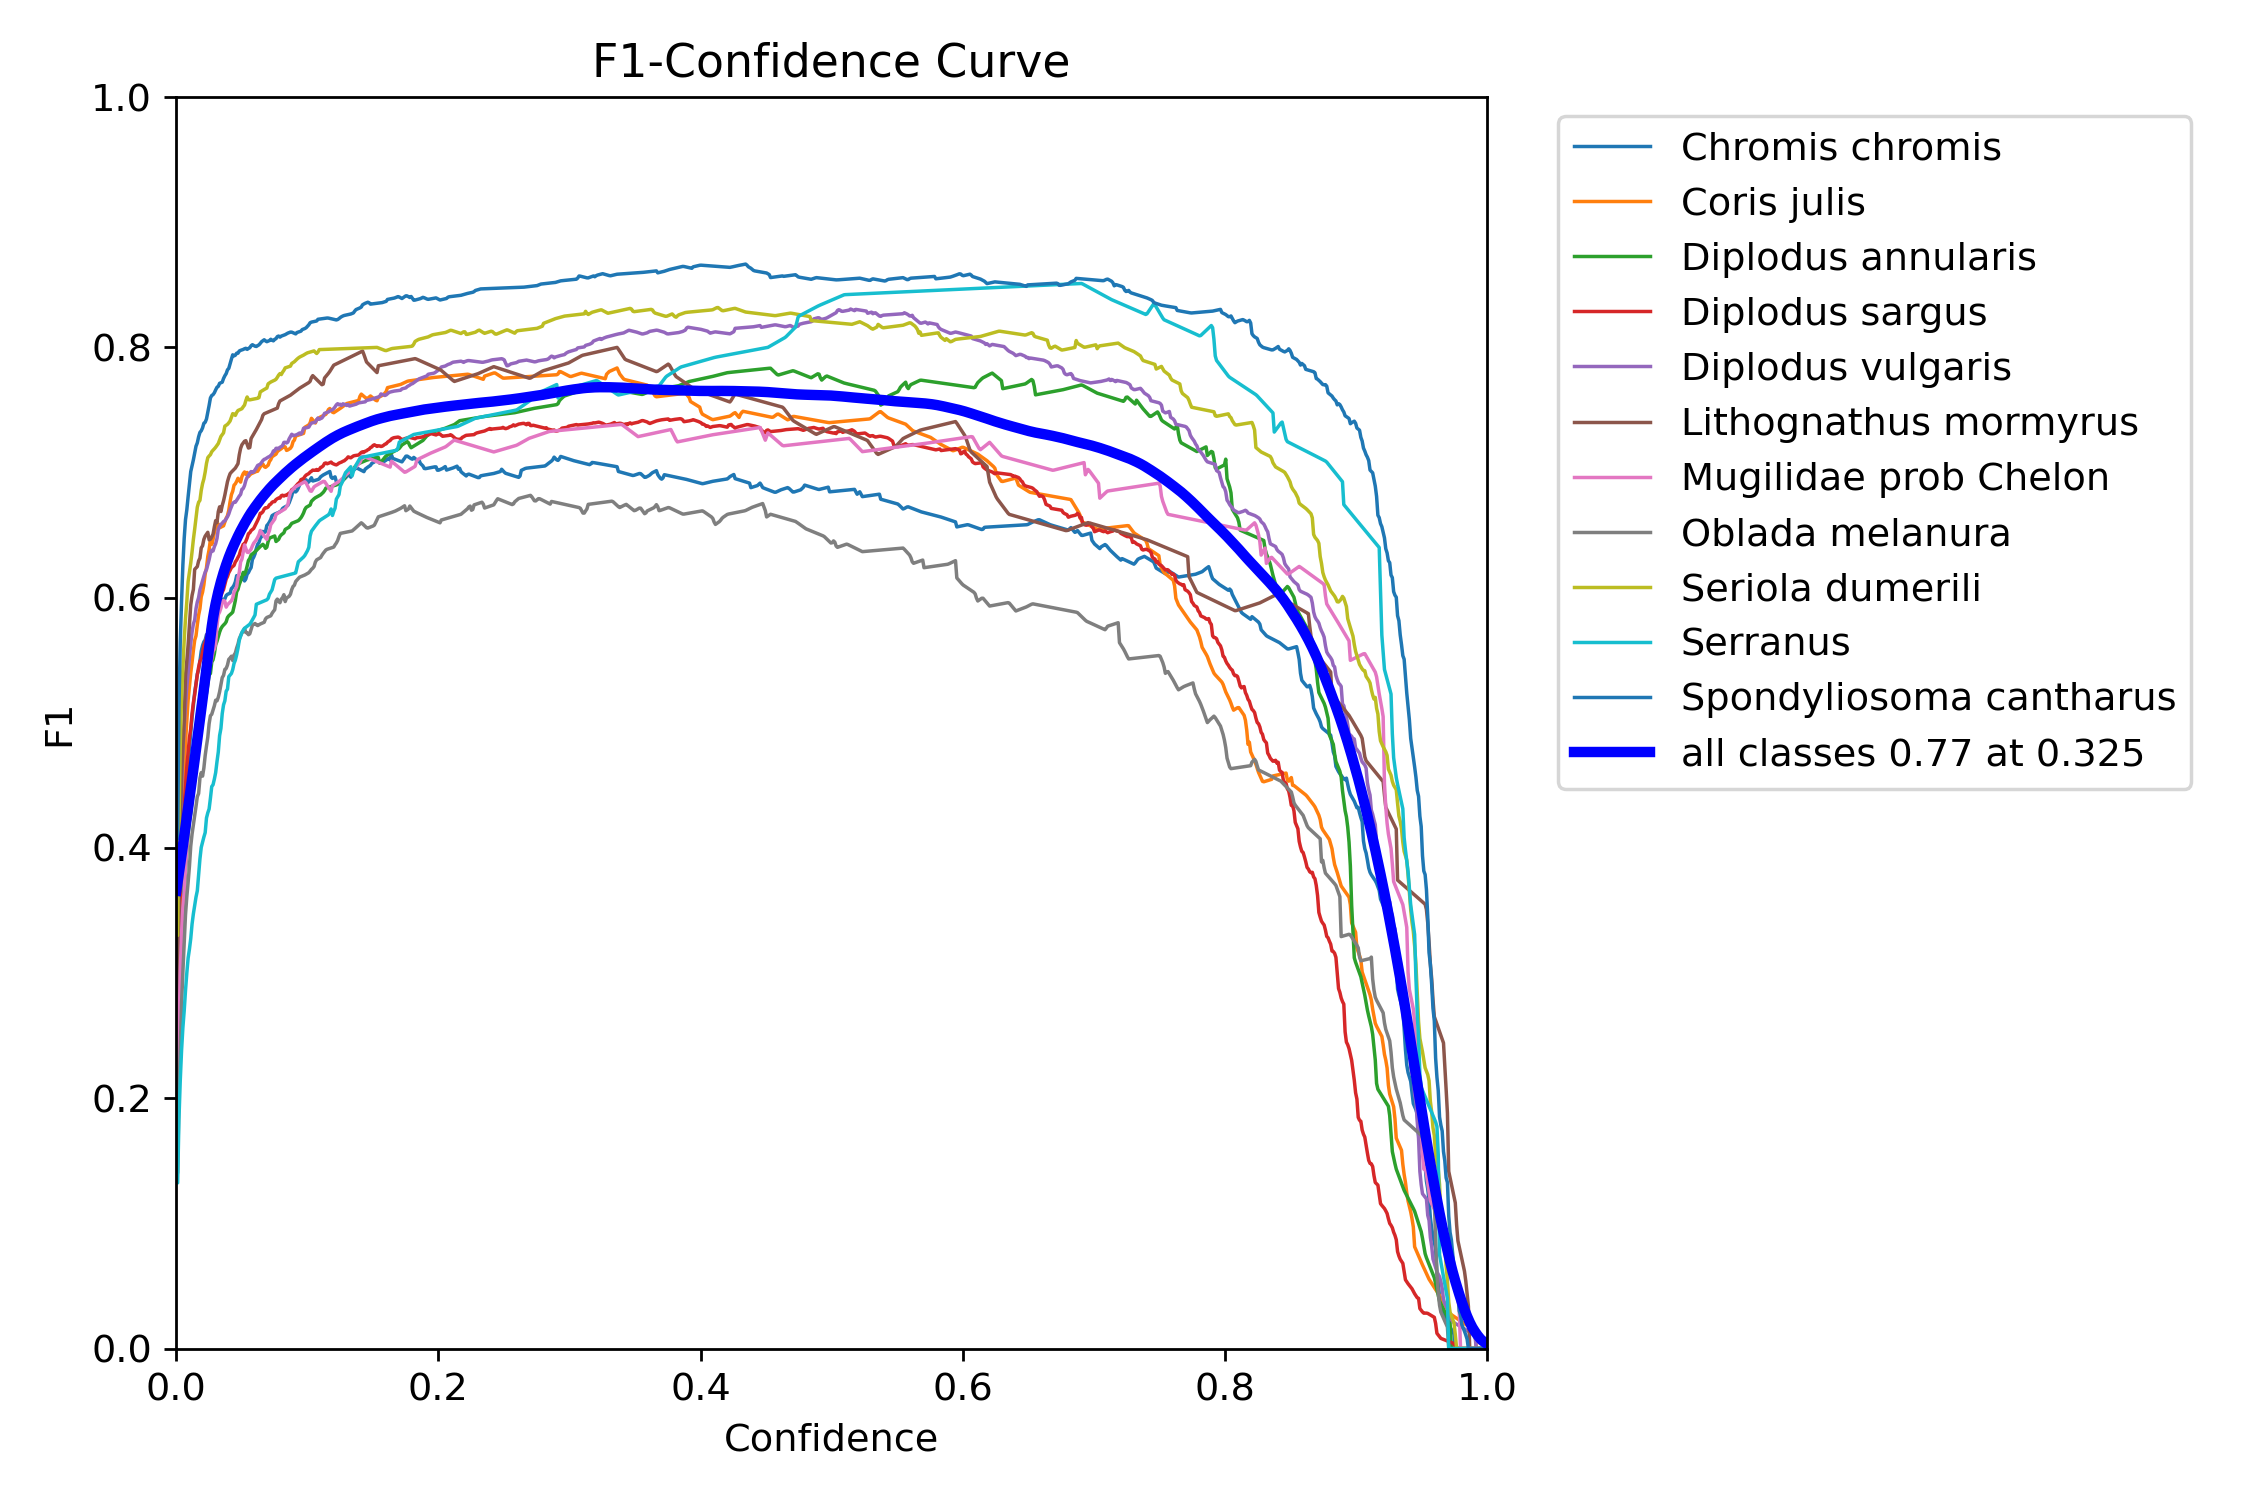 F1-Confidence Curve
1.0
0.8
0.6
0.4
0.2
0.0
F1
0.0 0.2 0.4 0.6 0.8 1.0
Confidence
Chromis chromis
Coris julis
Diplodus annularis
Diplodus sargus
Diplodus vulgaris
Lithognathus mormyrus
Mugilidae prob Chelon
Oblada melanura
Seriola dumerili
Serranus
Spondyliosoma cantharus
all classes 0.77 at 0.325